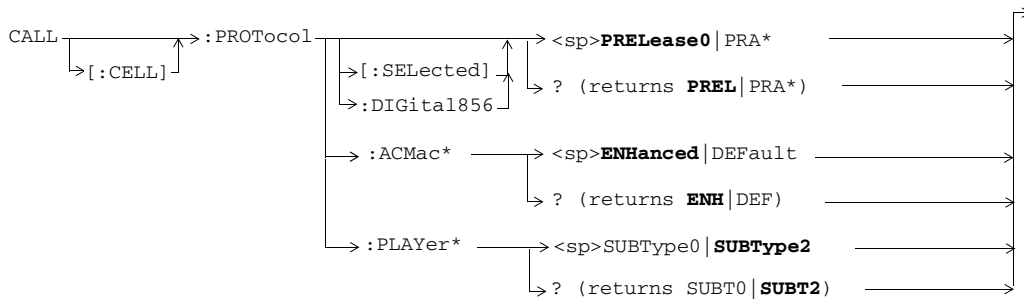 CALL :PROTocol <sp>PRELease0|PRA*
[:CELL] [:SELected] ? (returns PREL|PRA*)
:DIGital856
:ACMac* <sp>ENHanced|DEFault
? (returns ENH|DEF)
:PLAYer* <sp>SUBType0|SUBType2
? (returns SUBT0|SUBT2)